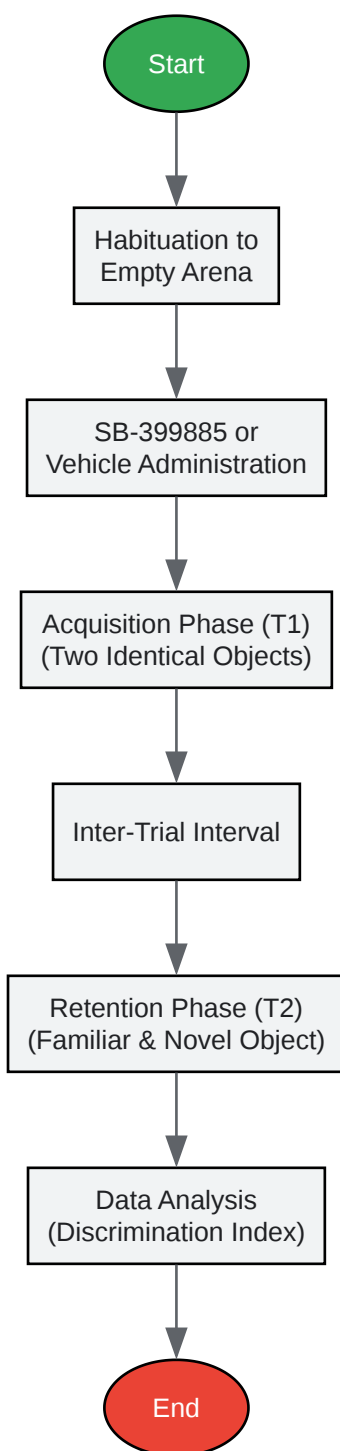 Start
Habituation to
Empty Arena
SB-399885 or
Vehicle Administration
Acquisition Phase (T1)
(Two Identical Objects)
Inter-Trial Interval
Retention Phase (T2)
(Familiar & Novel Object)
Data Analysis
(Discrimination Index)
End